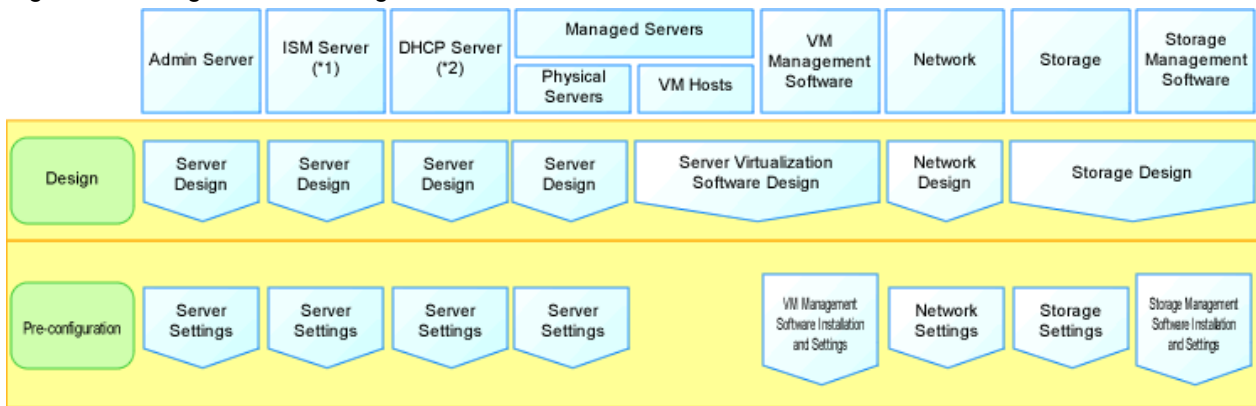 Admin Server
ISM Server
(*1)
DHCP Server
(*2)
Managed Servers
Physical
Servers
VM Hosts
VM
Management
Software
Network
Storage
Storage
Management
Software
Design
Server
Design
Server
Design
Server
Design
Server
Design
Server Virtualization
Software Design
Network
Design
Storage Design
Pre-configuration
Server
Settings
Server
Settings
Server
Settings
Server
Settings
VM Management
Software Installation
and Settings
Network
Settings
Storage
Settings
Storage Management
Software Installation
and Settings